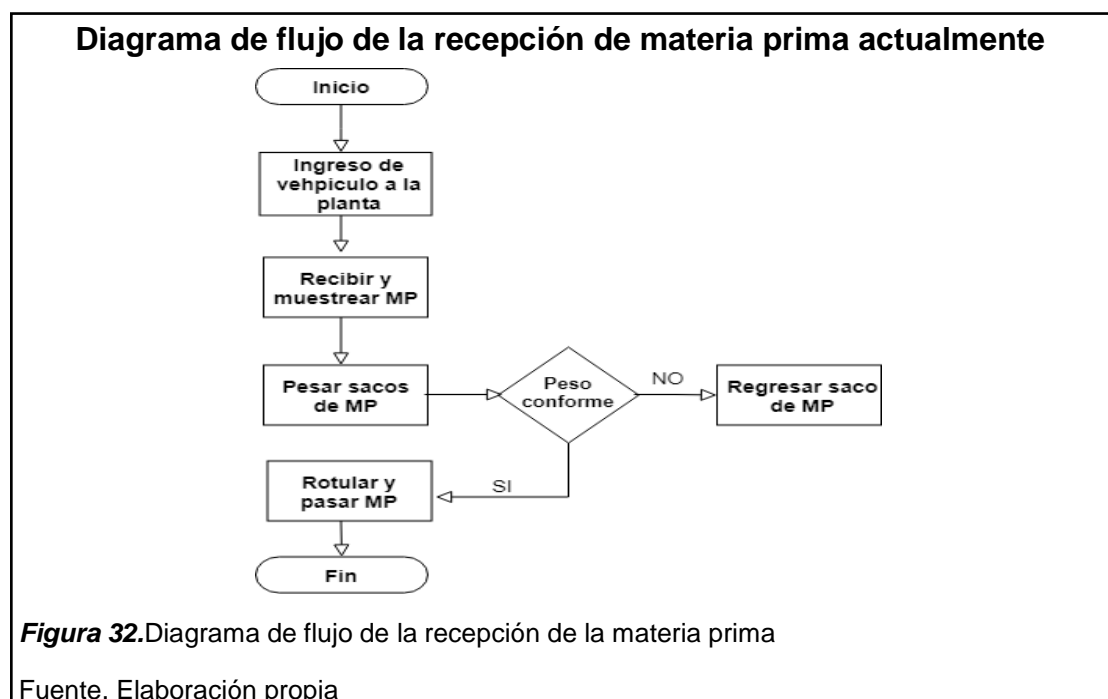 Diagrama de flujo de la recepción de materia prima actualmente
Inicio
Ingreso de
vehpiculo a la
planta
Recibir y
muestrear MP
Pesar sacos
de MP
Peso
conforme
NO
Regresar saco
de MP
SI
Rotular y
pasar MP
Fin
Figura 32.Diagrama de flujo de la recepción de la materia prima
Fuente. Elaboración propia